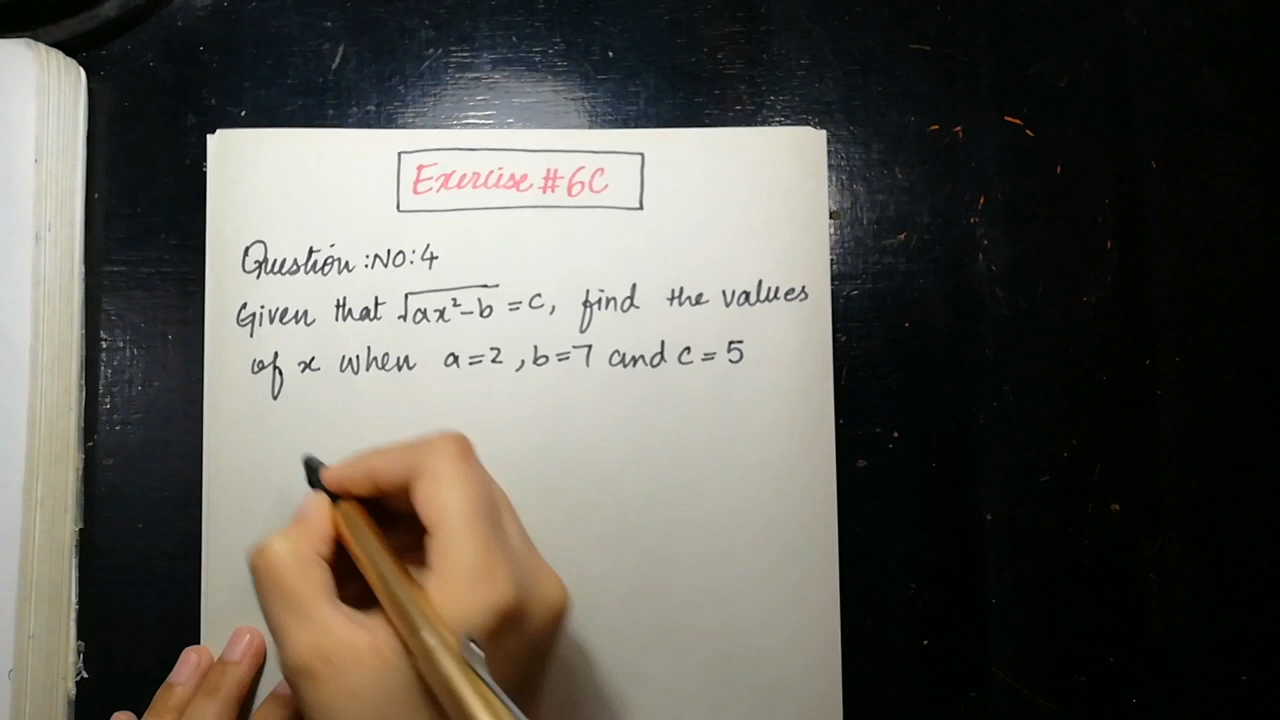 Exercise #6C
Question:NO:4
Given that √ax²-b = c, find the values
of x when a=2, b=7 and c=5